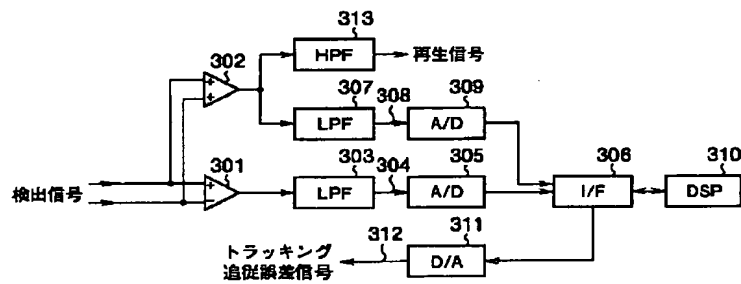 313
HPF
再生信号
302
+
+
307
308
309
LPF
A/D
301
303
304
305
306
310
検出信号
+
−
LPF
A/D
I/F
DSP
トラッキング
追従誤差信号
312
311
D/A